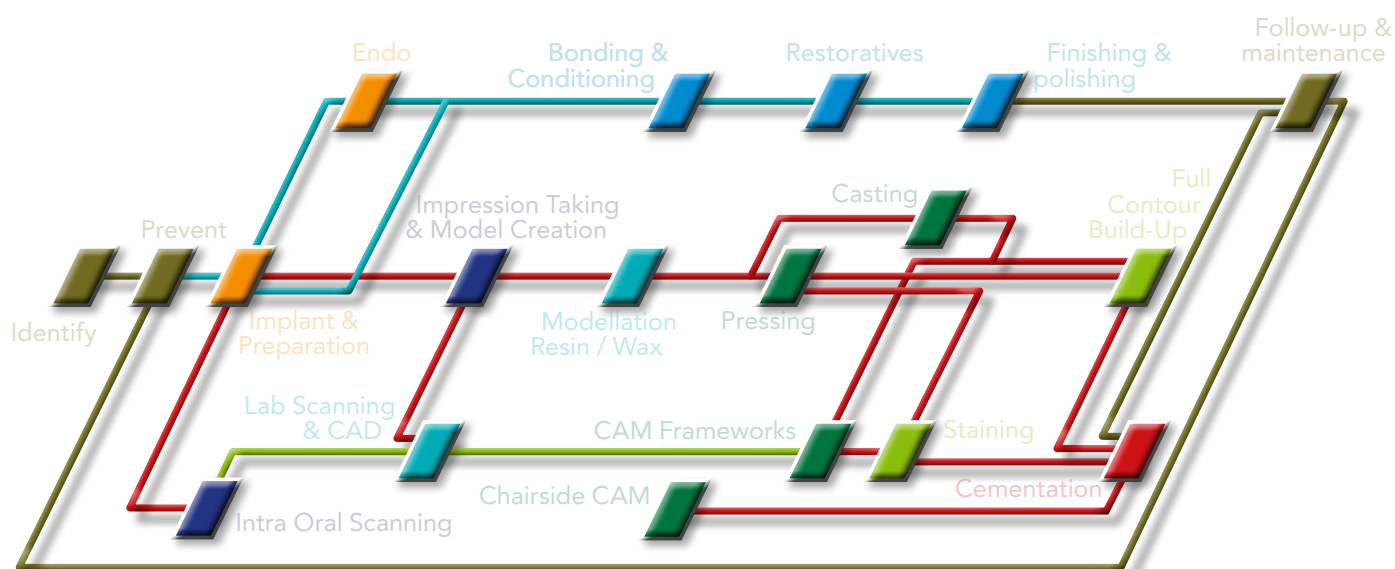 Endo
Bonding &
Conditioning
Restoratives
Finishing &
polishing
Follow-up &
maintenance
Identify
Prevent
Implant &
Preparation
Impression Taking
& Model Creation
Modellation
Resin / Wax
Casting
Pressing
Full
Contour
Build-Up
Lab Scanning
& CAD
Intra Oral Scanning
CAM Frameworks
Chairside CAM
Staining
Cementation